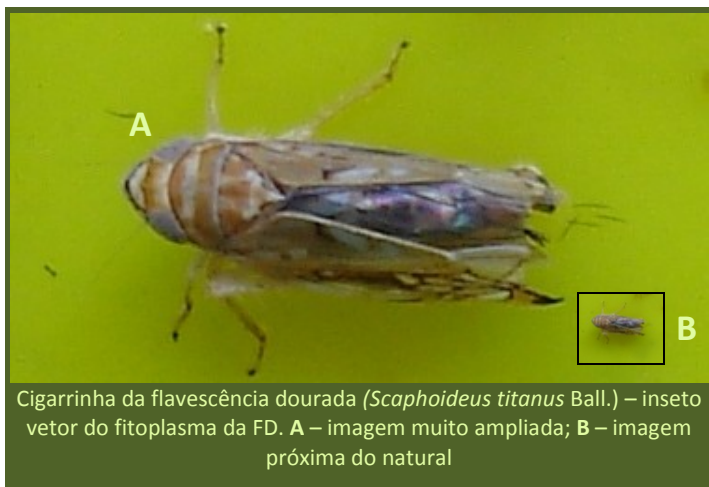 A
B
Cigarrinha da flavescência dourada (Scaphoideus titanus Ball.) – inseto
vetor do fitoplasma da FD. A – imagem muito ampliada; B – imagem
próxima do natural